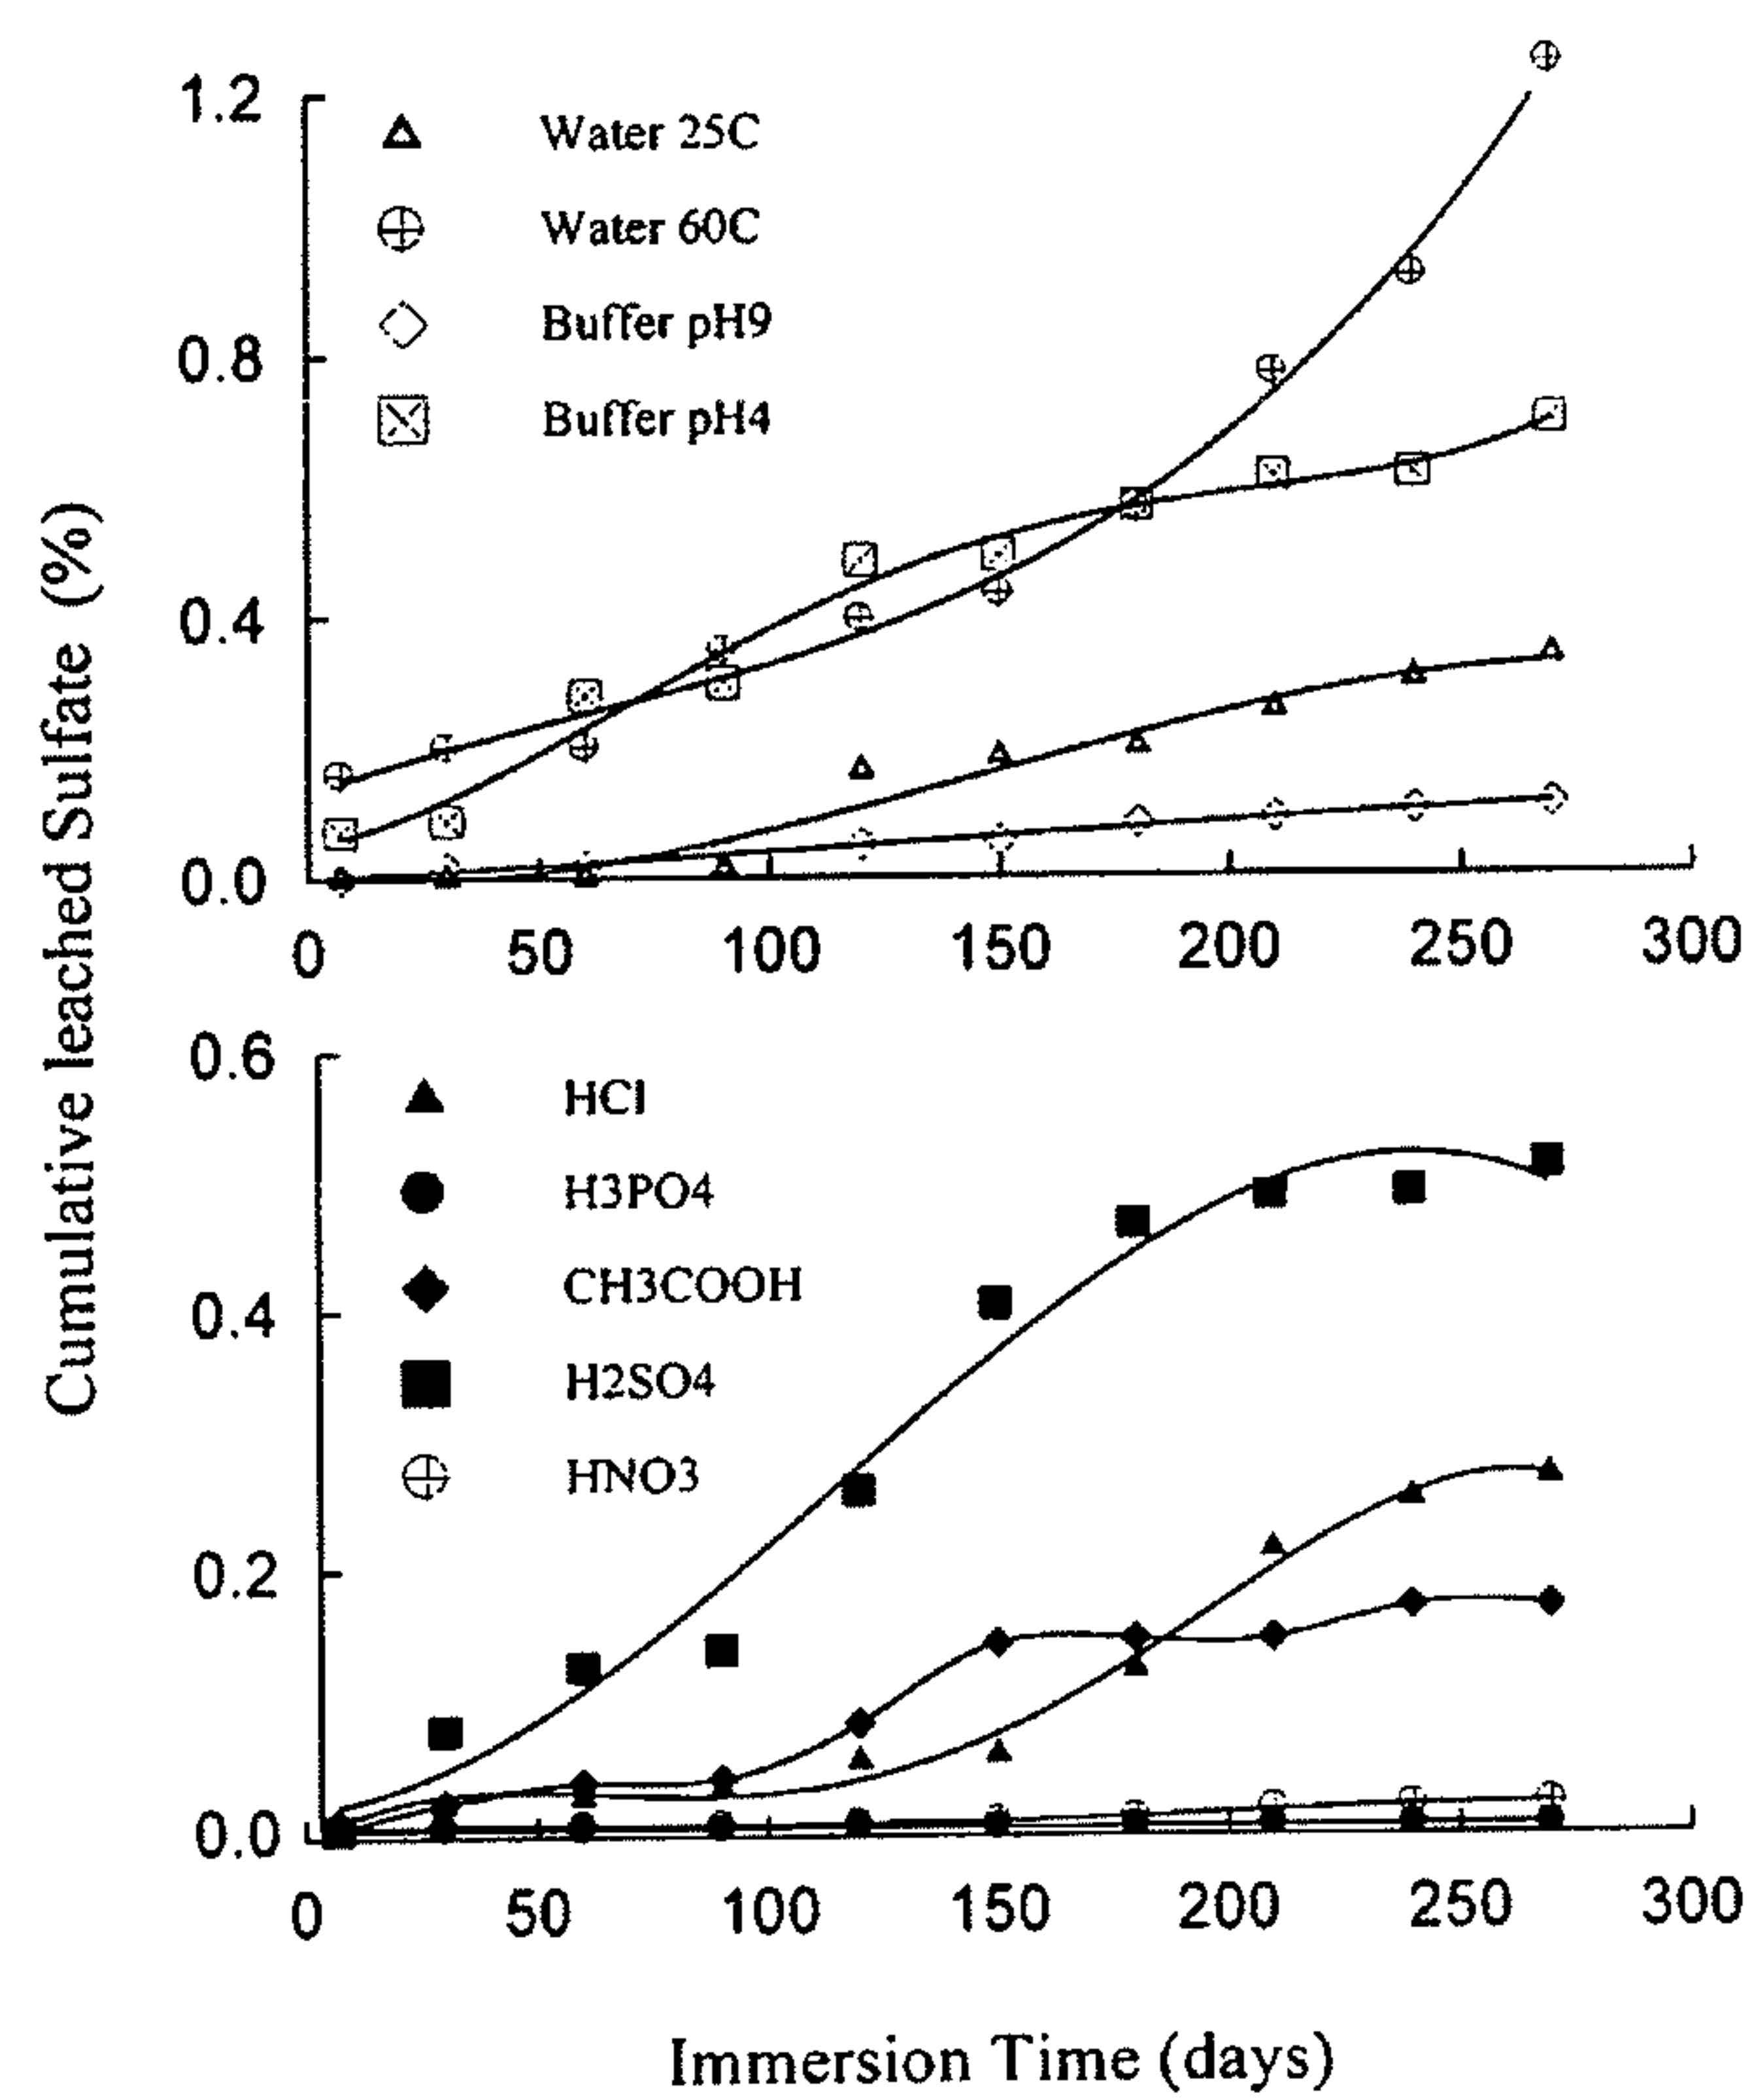 Cumulative leached Sulfate (%)
1.2
0.8
0.4
0.0
Water 25C
Water 60C
Buffer pH9
Buffer pH4
0 50 100 150 200 250 300
0.6
0.4
0.2
0.0
HCl
H3PO4
CH3COOH
H2SO4
HNO3
0 50 100 150 200 250 300
Immersion Time (days)